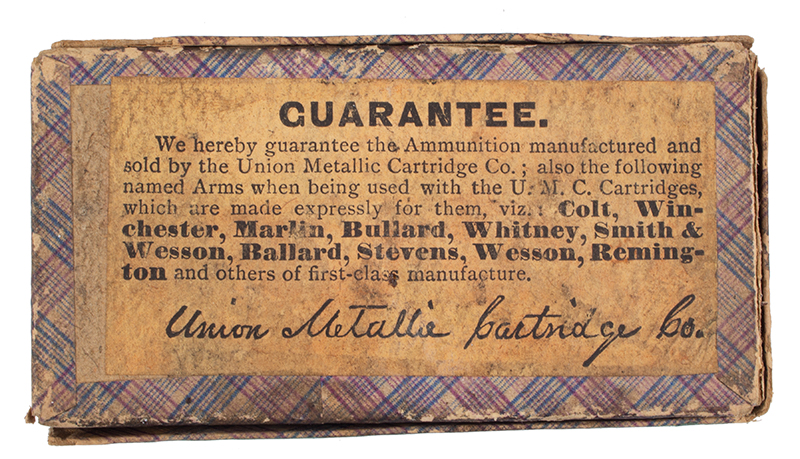 GUARANTEE.
We hereby guarantee the Ammunition manufactured and
sold by the Union Metallic Cartridge Co.; also the following
named Arms when being used with the U. M. C. Cartridges,
which are made expressly for them, viz.: Colt, Win-
chester, Marlin, Bullard, Whitney, Smith &
Wesson, Ballard, Stevens, Wesson, Reming-
ton and others of first-class manufacture.
Union Metallic Cartridge Co.